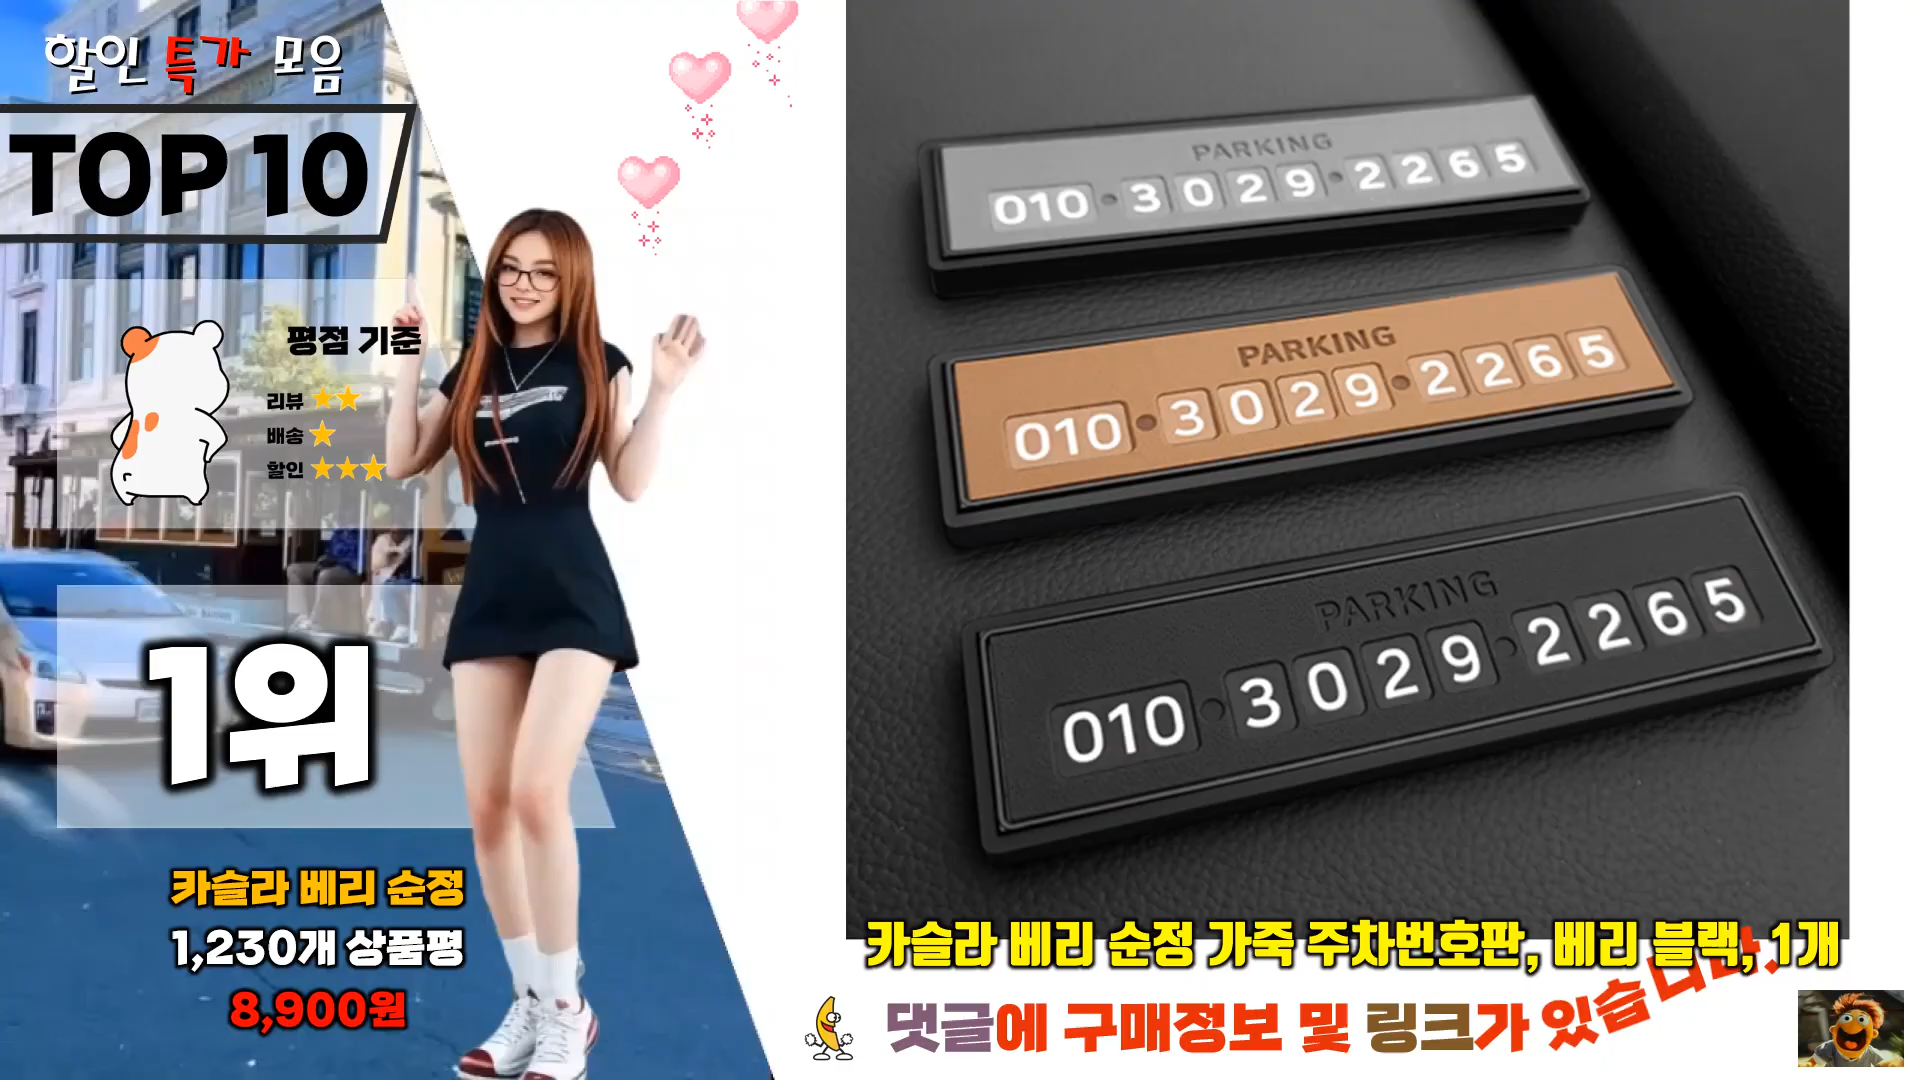 할인 특가 모음
TOP 10
평점 기준
리뷰
배송
할인
1위
카슬라 베리 순정
1,230개 상품평
8,900원
PARKING
010·3029·2265
PARKING
010·3029·2265
PARKING
010·3029·2265
카슬라 베리 순정 가죽 주차번호판, 베리 블랙, 1개
댓글에 구매정보 및 링크가 있습니다.